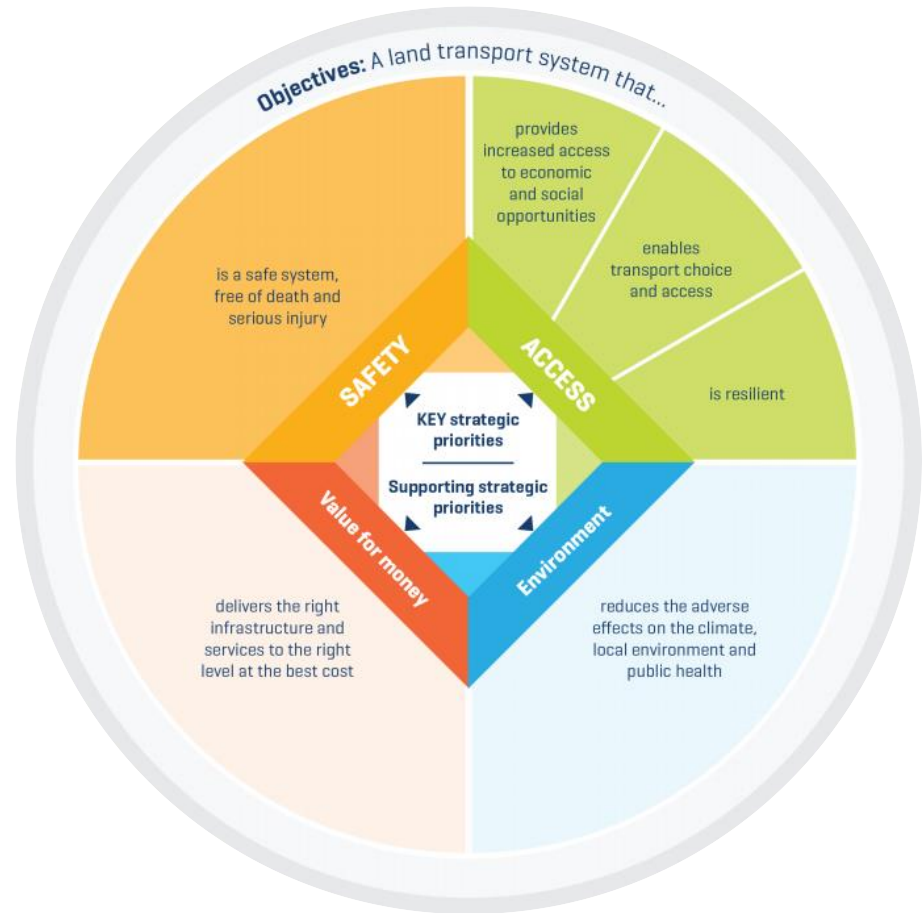 Objectives: A land transport system that...
provides
increased access
to economic
and social
opportunities
enables
transport choice
and access
is resilient
is a safe system,
free of death and
serious injury
SAFETY
ACCESS
KEY strategic
priorities
Supporting strategic
priorities
Value for money
Environment
delivers the right
infrastructure and
services to the right
level at the best cost
reduces the adverse
effects on the climate,
local environment and
public health